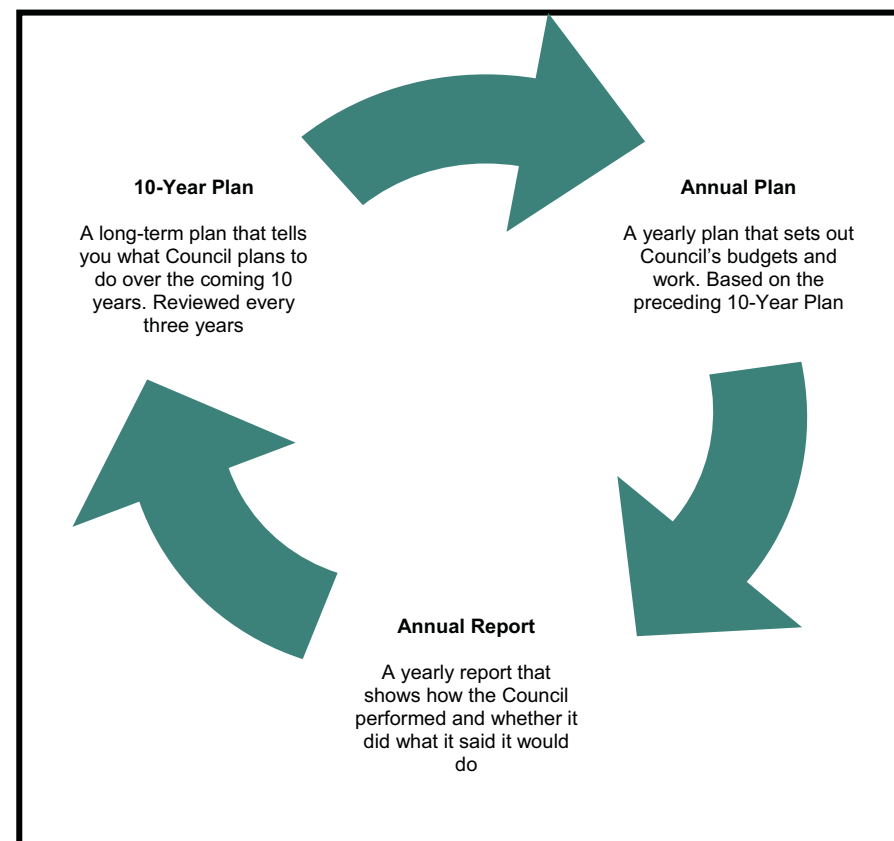 10-Year Plan
A long-term plan that tells
you what Council plans to
do over the coming 10
years. Reviewed every
three years
Annual Plan
A yearly plan that sets out
Council’s budgets and
work. Based on the
preceding 10-Year Plan
Annual Report
A yearly report that
shows how the Council
performed and whether it
did what it said it would
do